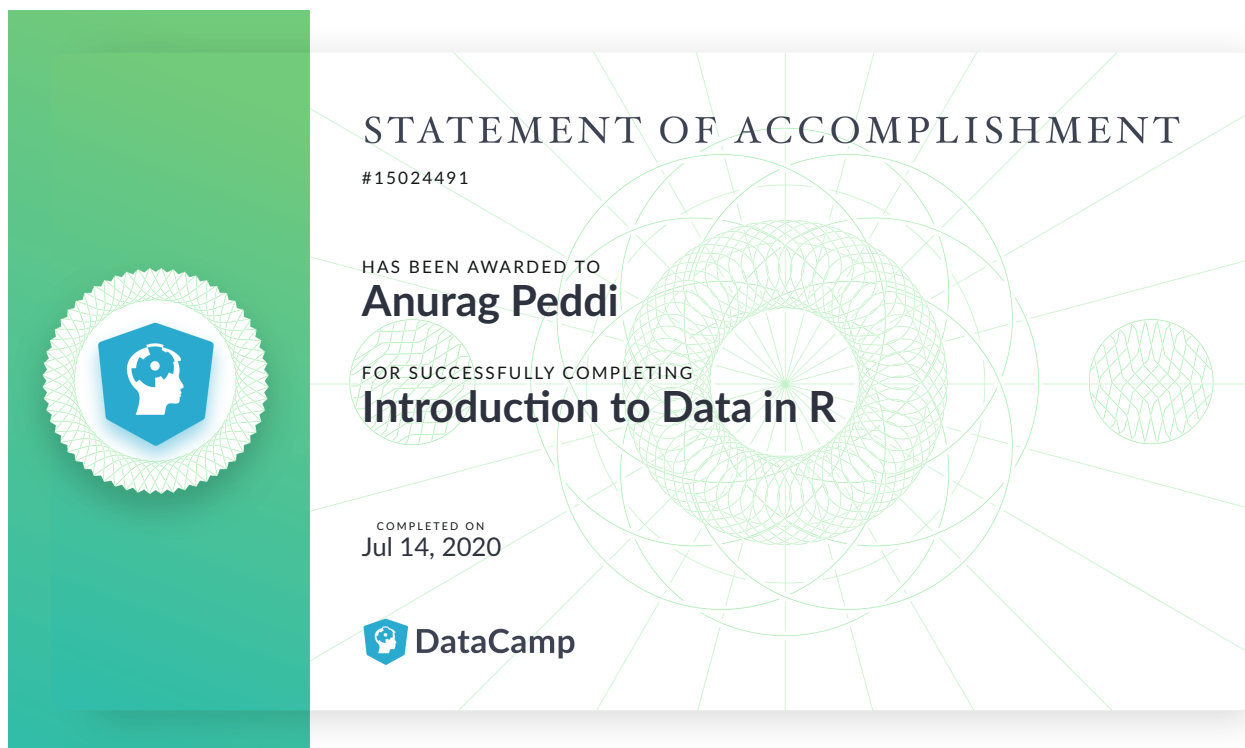 STATEMENT OF ACCOMPLISHMENT
#15024491
HAS BEEN AWARDED TO
Anurag Peddi
FOR SUCCESSFULLY COMPLETING
Introduction to Data in R
COMPLETED ON
Jul 14, 2020
DataCamp